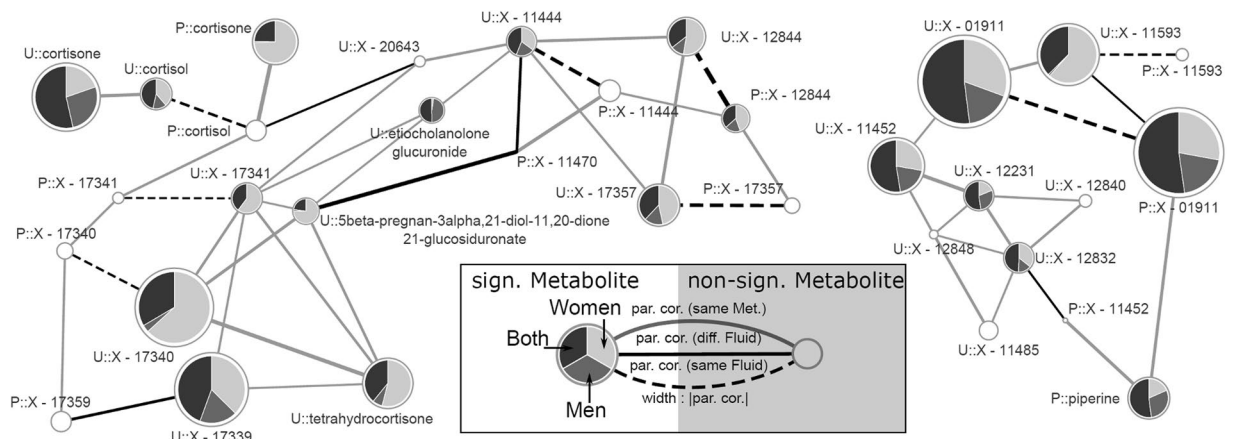 U::cortisone
P::cortisone
U::cortisol
P::cortisol
U::X - 20643
U::X - 11444
U::X - 12844
P::X - 12844
P::X - 11444
U::etiocholanolone
glucuronide
P::X - 11470
P::X - 17341
U::X - 17341
U::X - 17357
P::X - 17357
U::5beta-pregnan-3alpha,21-diol-11,20-dione
21-glucosiduronate
P::X - 17340
U::X - 17340
P::X - 17359
U::X - 17339
U::tetrahydrocortisone
sign. Metabolite
non-sign. Metabolite
Women
Both
Men
par. cor. (same Met.)
par. cor. (diff. Fluid)
par. cor. (same Fluid)
width : |par. cor.|
U::X - 01911
U::X - 11593
P::X - 11593
U::X - 11452
U::X - 12231
U::X - 12840
P::X - 01911
U::X - 12848
U::X - 12832
P::X - 11452
U::X - 11485
P::piperine